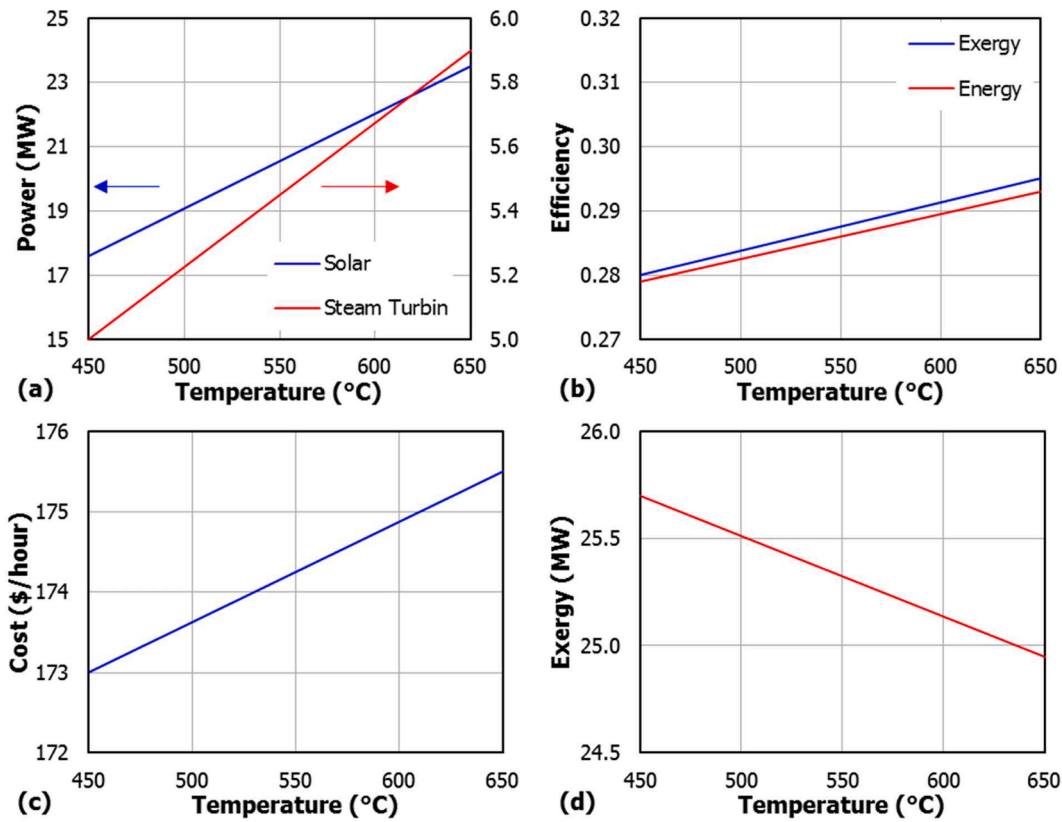 25
23
21
19
17
15
Power (MW)
6.0
5.8
5.6
5.4
5.2
5.0
Solar
Steam Turbin
450
500
550
600
650
(a)
Temperature (°C)
0.32
0.31
0.30
0.29
0.28
0.27
Efficiency
Exergy
Energy
450
500
550
600
650
(b)
Temperature (°C)
176
175
174
173
172
Cost ($/hour)
450
500
550
600
650
(c)
Temperature (°C)
26.0
25.5
25.0
24.5
Exergy (MW)
450
500
550
600
650
(d)
Temperature (°C)